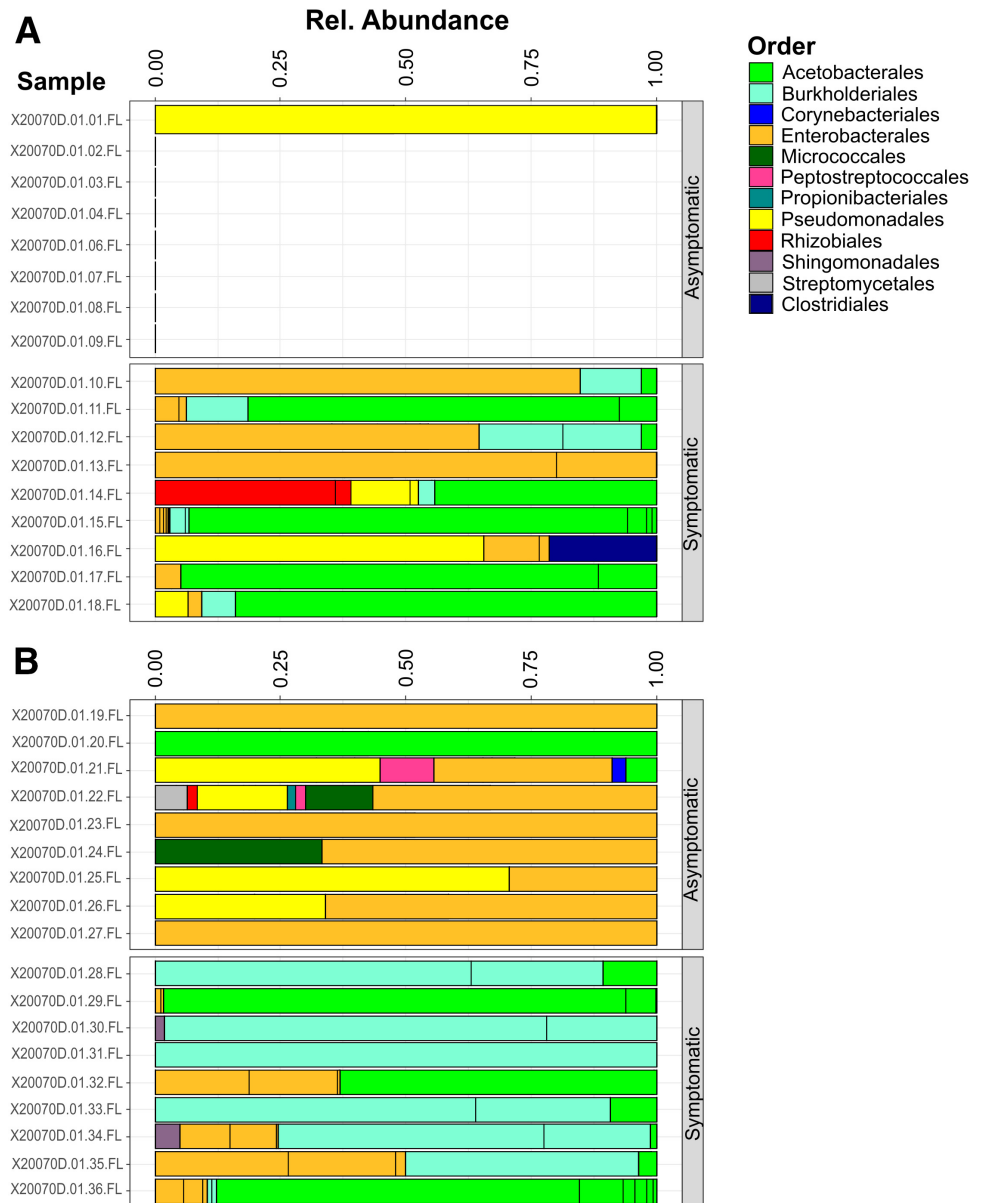 A
Rel. Abundance
Sample
0.00 0.25 0.50 0.75 1.00
X20070D.01.01.FL
X20070D.01.02.FL
X20070D.01.03.FL
X20070D.01.04.FL
X20070D.01.06.FL
X20070D.01.07.FL
X20070D.01.08.FL
X20070D.01.09.FL
Asymptomatic
X20070D.01.10.FL
X20070D.01.11.FL
X20070D.01.12.FL
X20070D.01.13.FL
X20070D.01.14.FL
X20070D.01.15.FL
X20070D.01.16.FL
X20070D.01.17.FL
X20070D.01.18.FL
Symptomatic
Order
Acetobacterales
Burkholderiales
Corynebacteriales
Enterobacterales
Micrococcales
Peptostreptococcales
Propionibacteriales
Pseudomonadales
Rhizobiales
Shingomonadales
Streptomycetales
Clostridiales
B
0.00 0.25 0.50 0.75 1.00
X20070D.01.19.FL
X20070D.01.20.FL
X20070D.01.21.FL
X20070D.01.22.FL
X20070D.01.23.FL
X20070D.01.24.FL
X20070D.01.25.FL
X20070D.01.26.FL
X20070D.01.27.FL
Asymptomatic
X20070D.01.28.FL
X20070D.01.29.FL
X20070D.01.30.FL
X20070D.01.31.FL
X20070D.01.32.FL
X20070D.01.33.FL
X20070D.01.34.FL
X20070D.01.35.FL
X20070D.01.36.FL
Symptomatic